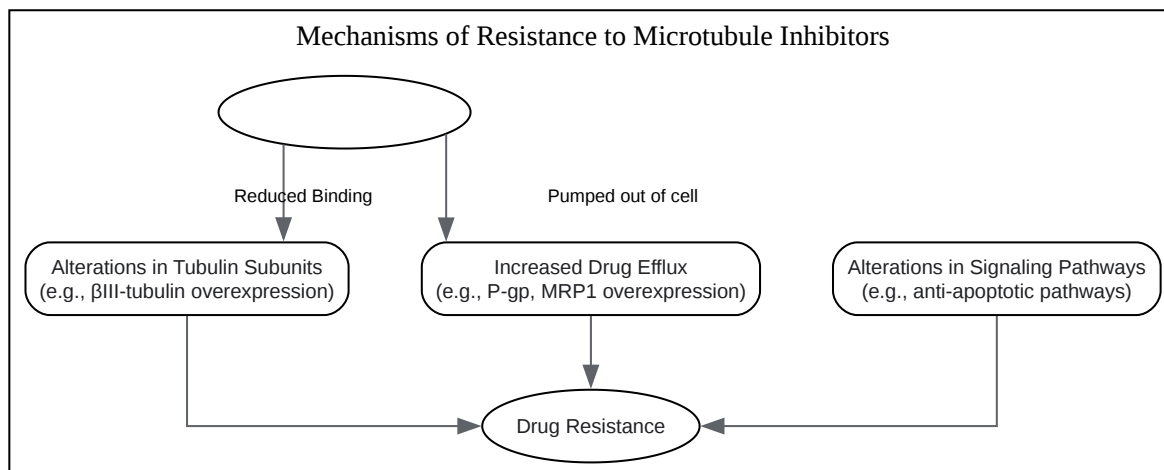 Mechanisms of Resistance to Microtubule Inhibitors
Reduced Binding
Pumped out of cell
Alterations in Tubulin Subunits
(e.g., βIII-tubulin overexpression)
Increased Drug Efflux
(e.g., P-gp, MRP1 overexpression)
Alterations in Signaling Pathways
(e.g., anti-apoptotic pathways)
Drug Resistance